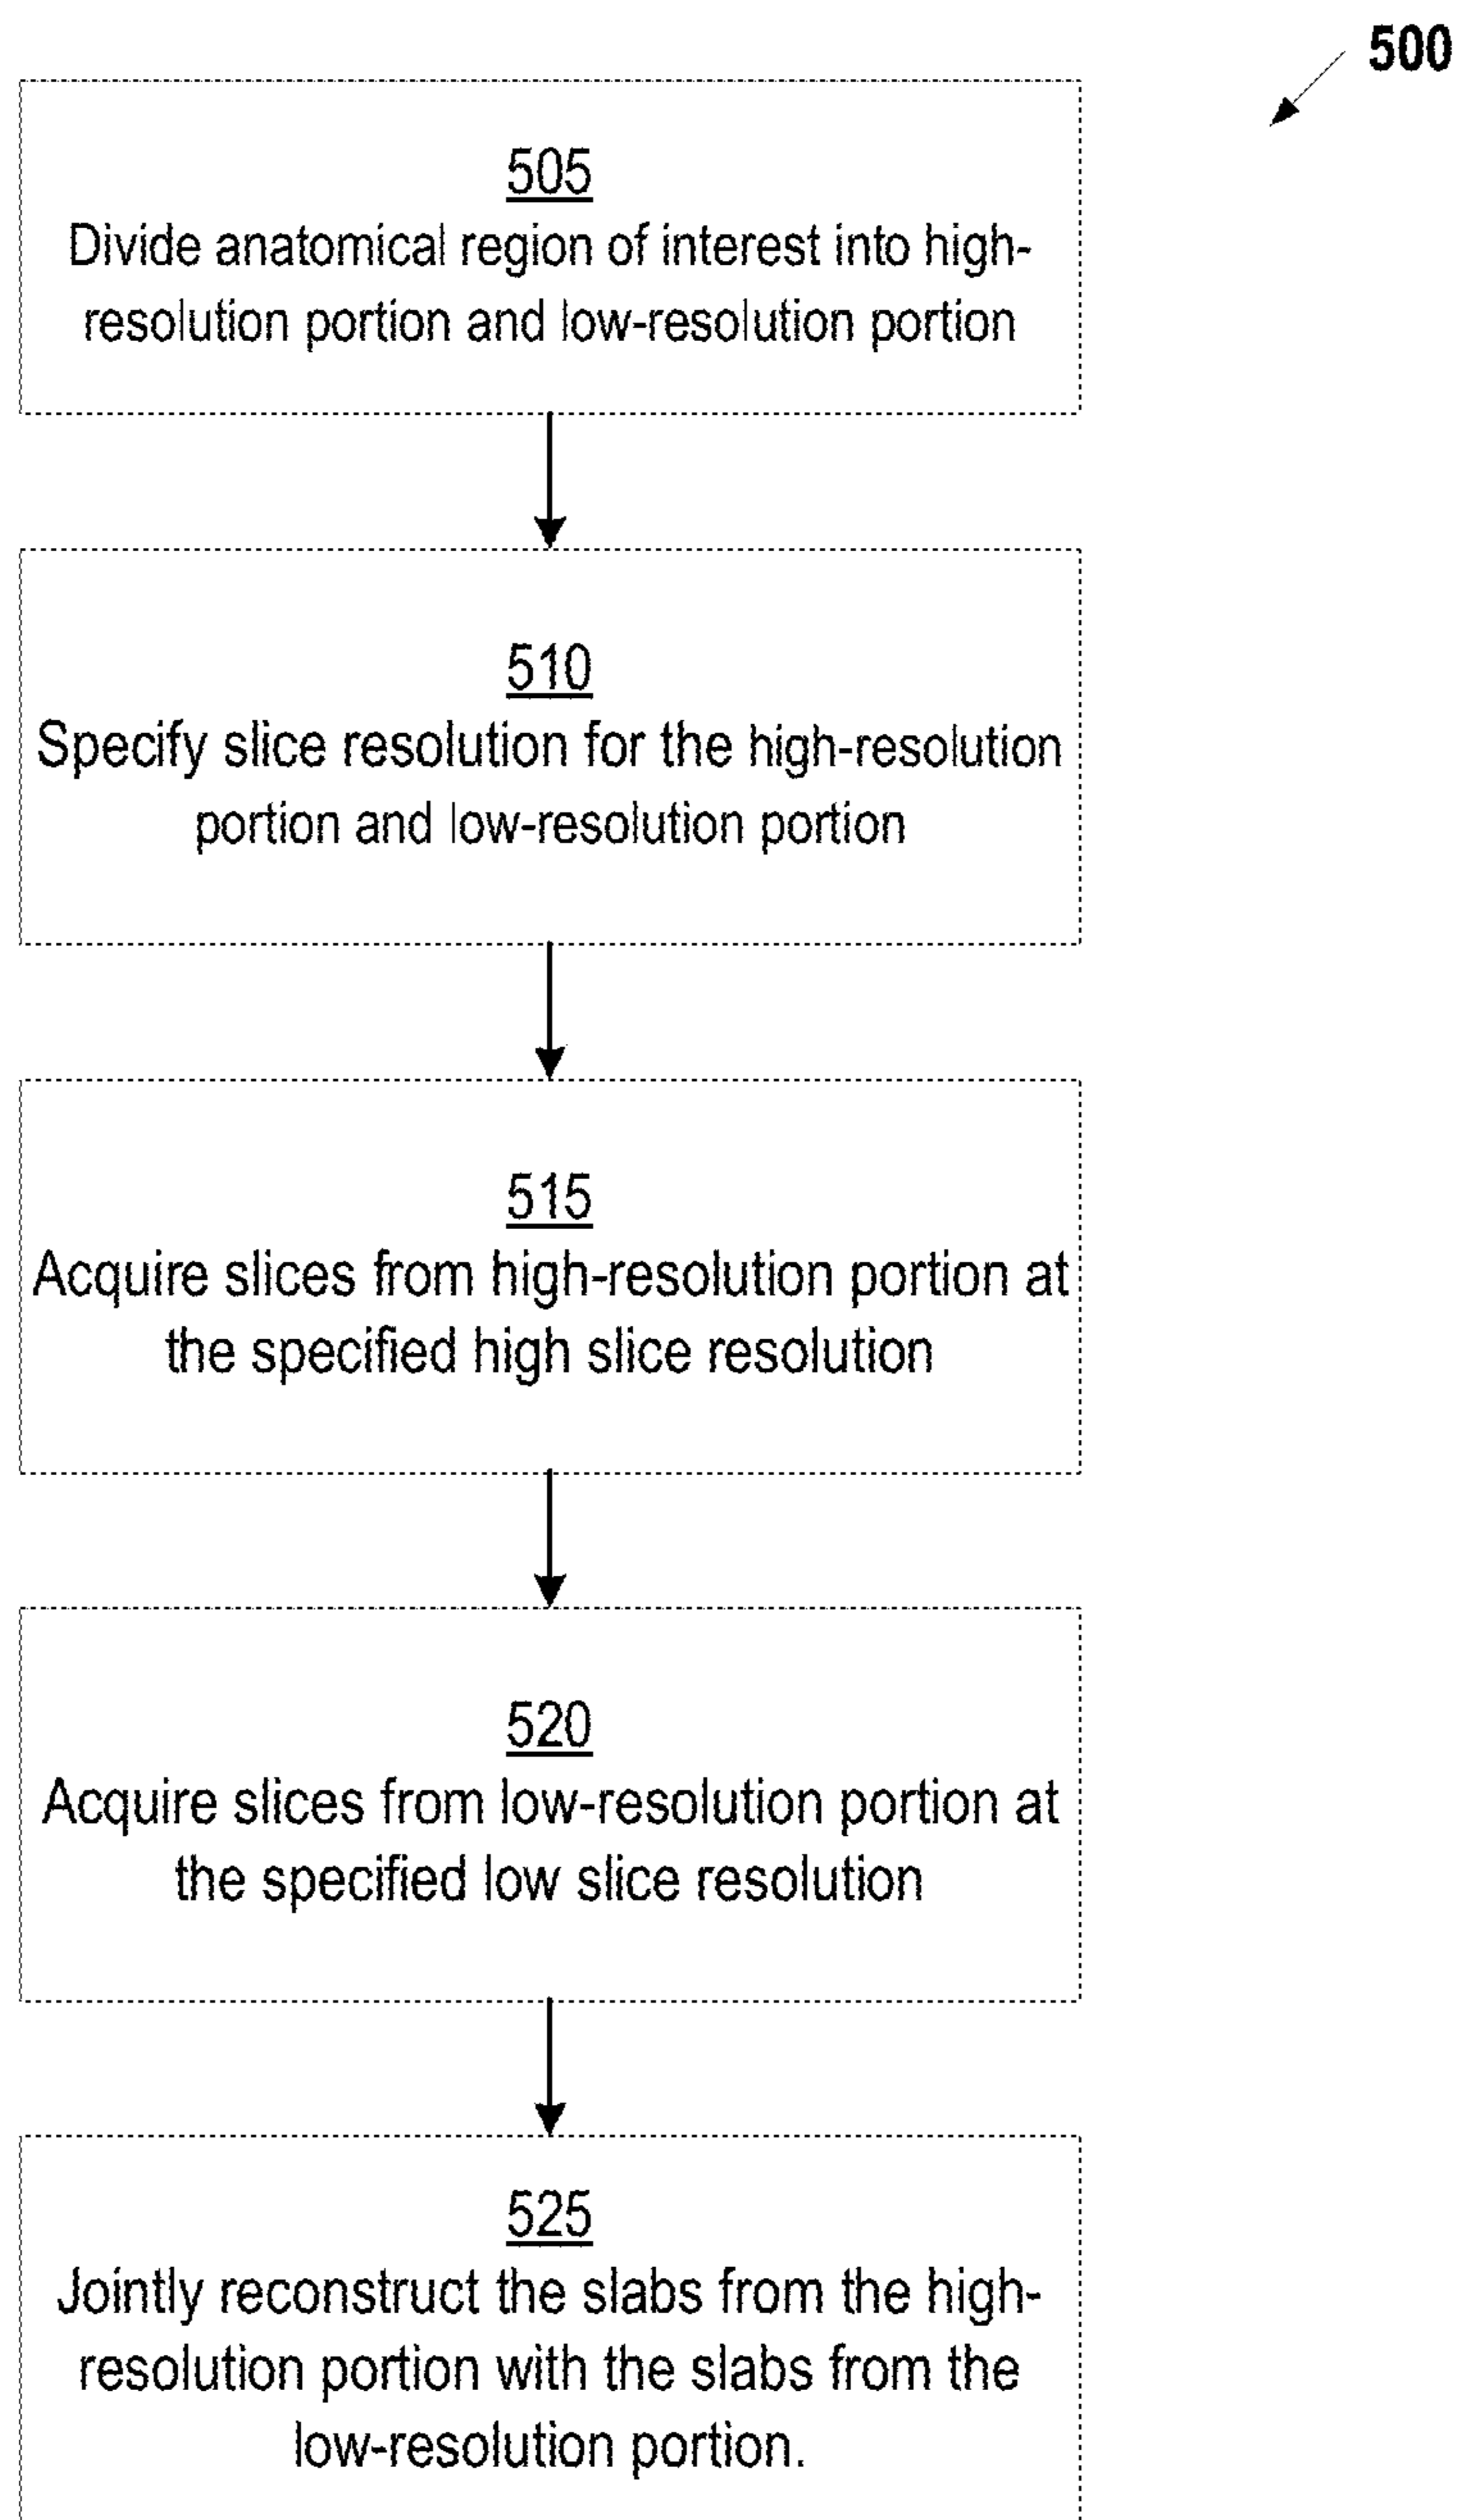 500
505
Divide anatomical region of interest into high-
resolution portion and low-resolution portion
510
Specify slice resolution for the high-resolution
portion and low-resolution portion
515
Acquire slices from high-resolution portion at
the specified high slice resolution
520
Acquire slices from low-resolution portion at
the specified low slice resolution
525
Jointly reconstruct the slabs from the high-
resolution portion with the slabs from the
low-resolution portion.